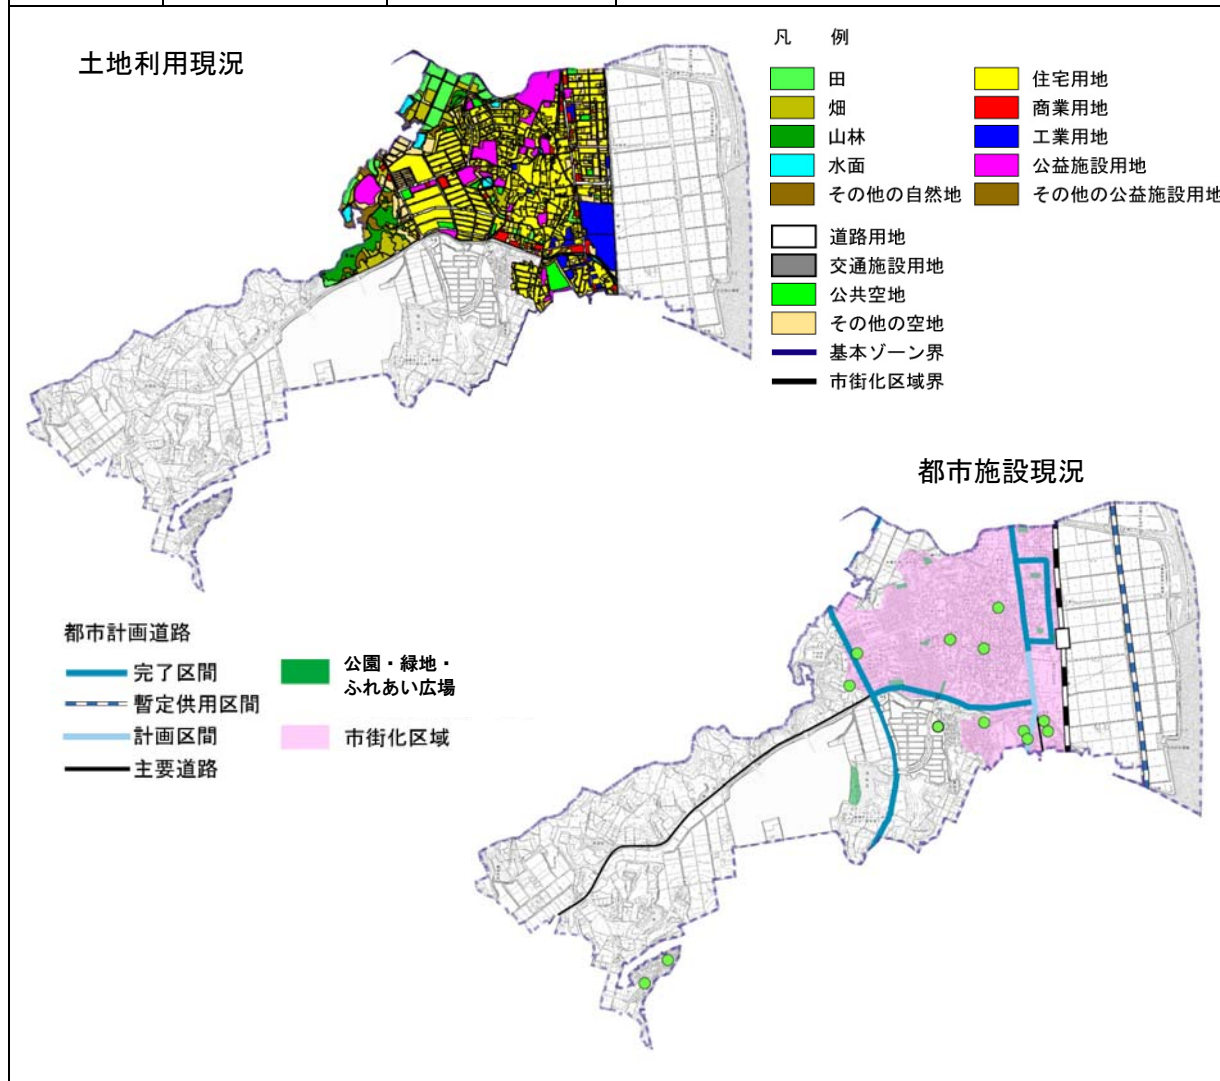 土地利用現況
凡 例
田
畑
山林
水面
その他の自然地
住宅用地
商業用地
工業用地
公益施設用地
その他の公益施設用地
道路用地
交通施設用地
公共空地
その他の空地
基本ゾーン界
市街化区域界
都市施設現況
都市計画道路
完了区間
暫定供用区間
計画区間
主要道路
公園・緑地・
ふれあい広場
市街化区域